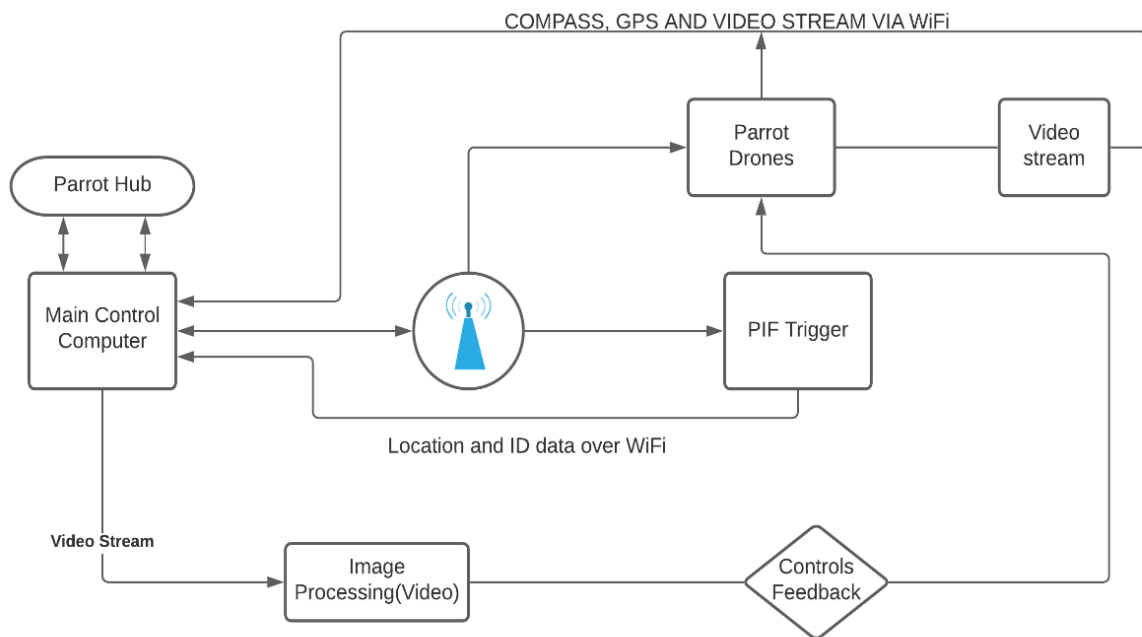 COMPASS, GPS AND VIDEO STREAM VIA WiFi
Parrot
Drones
Video
stream
Parrot Hub
Main Control
Computer
PIF Trigger
Location and ID data over WiFi
Video Stream
Image
Processing(Video)
Controls
Feedback